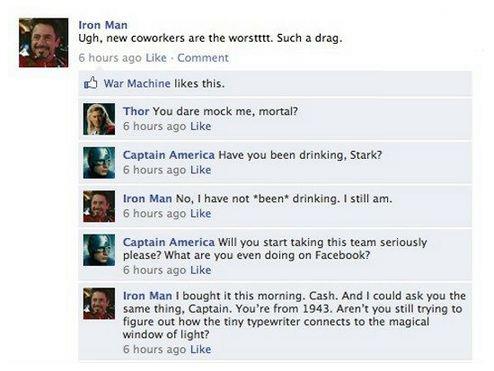 Iron Man
Ugh, new coworkers are the worstttt. Such a drag.
6 hours ago Like · Comment
War Machine likes this.
Thor You dare mock me, mortal?
6 hours ago Like
Captain America Have you been drinking, Stark?
6 hours ago Like
Iron Man No, I have not *been* drinking. I still am.
6 hours ago Like
Captain America Will you start taking this team seriously
please? What are you even doing on Facebook?
6 hours ago Like
Iron Man I bought it this morning. Cash. And I could ask you the
same thing, Captain. You're from 1943. Aren't you still trying to
figure out how the tiny typewriter connects to the magical
window of light?
6 hours ago Like